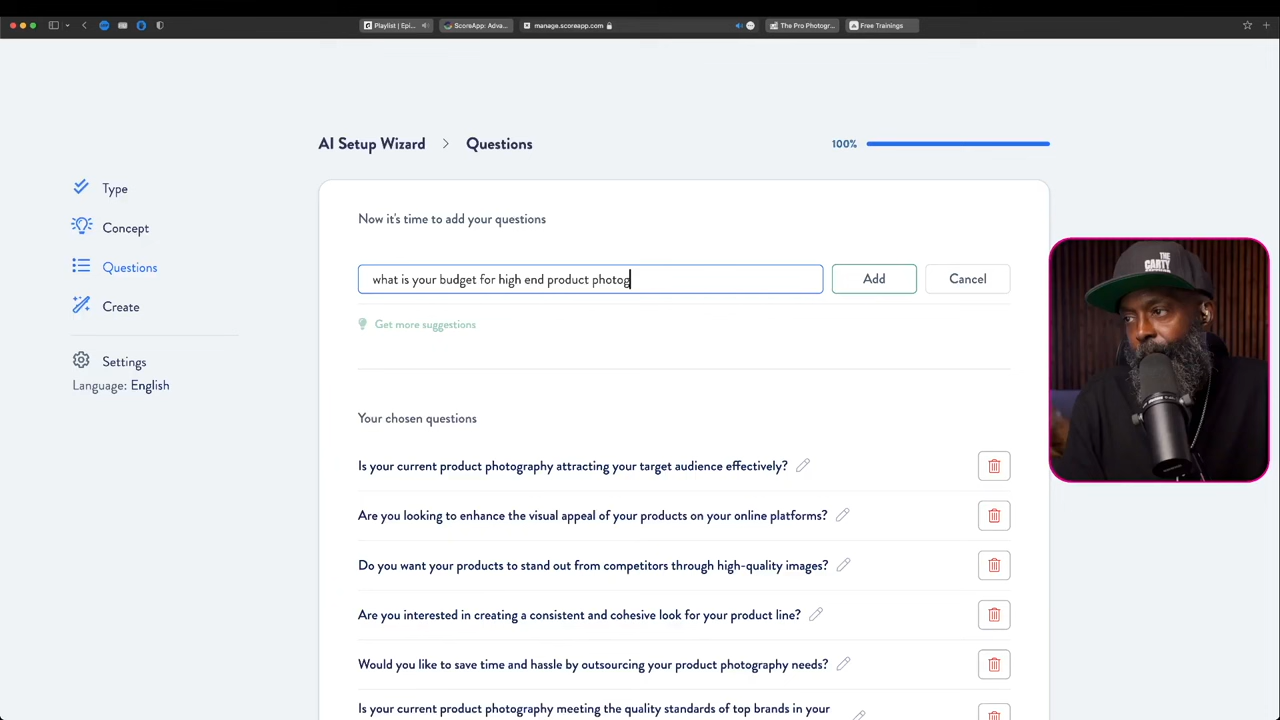 Playlist | Epi...
ScoreApp: Adva...
manage.scoreapp.com
The Pro Photogr...
Free Trainings
AI Setup Wizard > Questions
100%
Type
Concept
Questions
Create
Settings
Language: English
Now it's time to add your questions
what is your budget for high end product photog
Add
Cancel
Get more suggestions
Your chosen questions
Is your current product photography attracting your target audience effectively?
Are you looking to enhance the visual appeal of your products on your online platforms?
Do you want your products to stand out from competitors through high-quality images?
Are you interested in creating a consistent and cohesive look for your product line?
Would you like to save time and hassle by outsourcing your product photography needs?
Is your current product photography meeting the quality standards of top brands in your
THE
CARTY